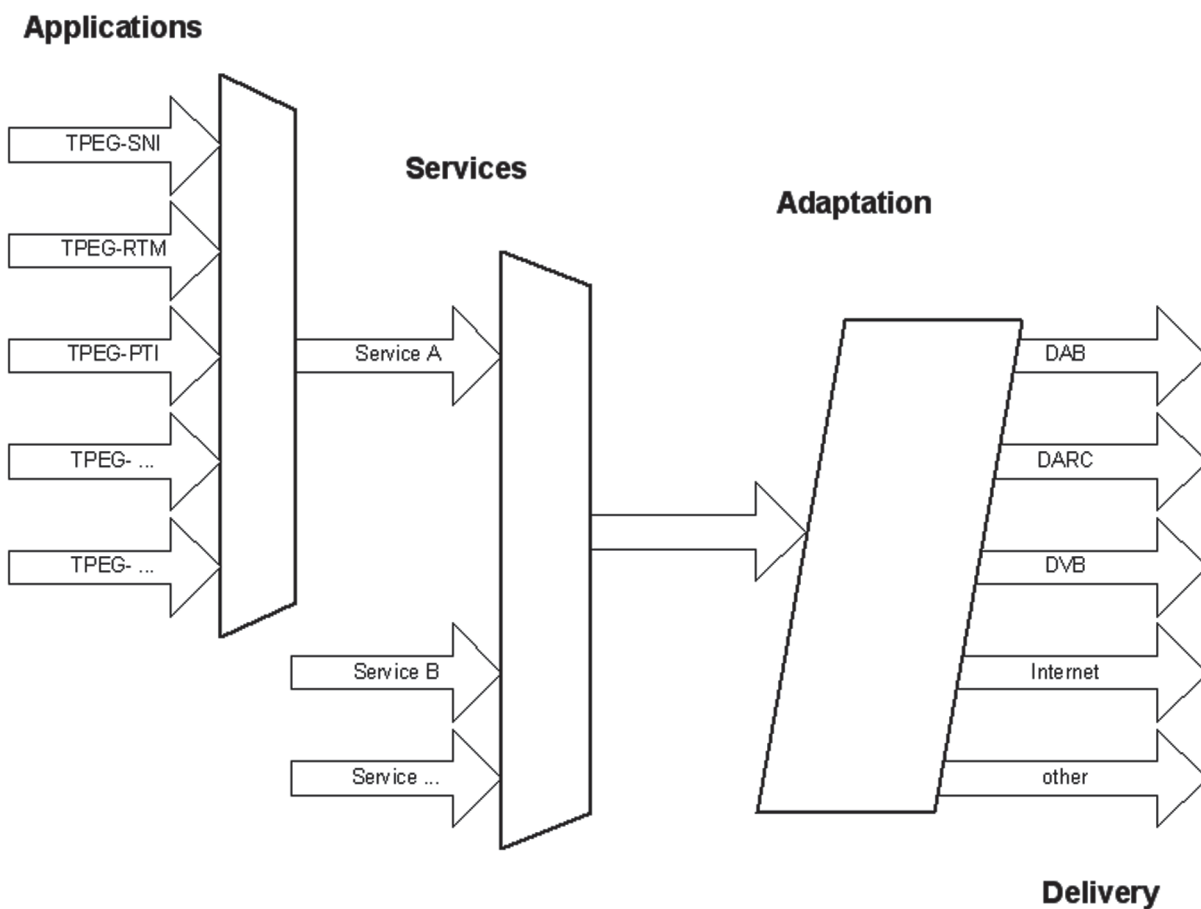 Applications
TPEG-SNI
TPEG-RTM
TPEG-PTI
TPEG- ...
TPEG- ...
Services
Service A
Service B
Service ...
Adaptation
DAB
DARC
DVB
Internet
other
Delivery